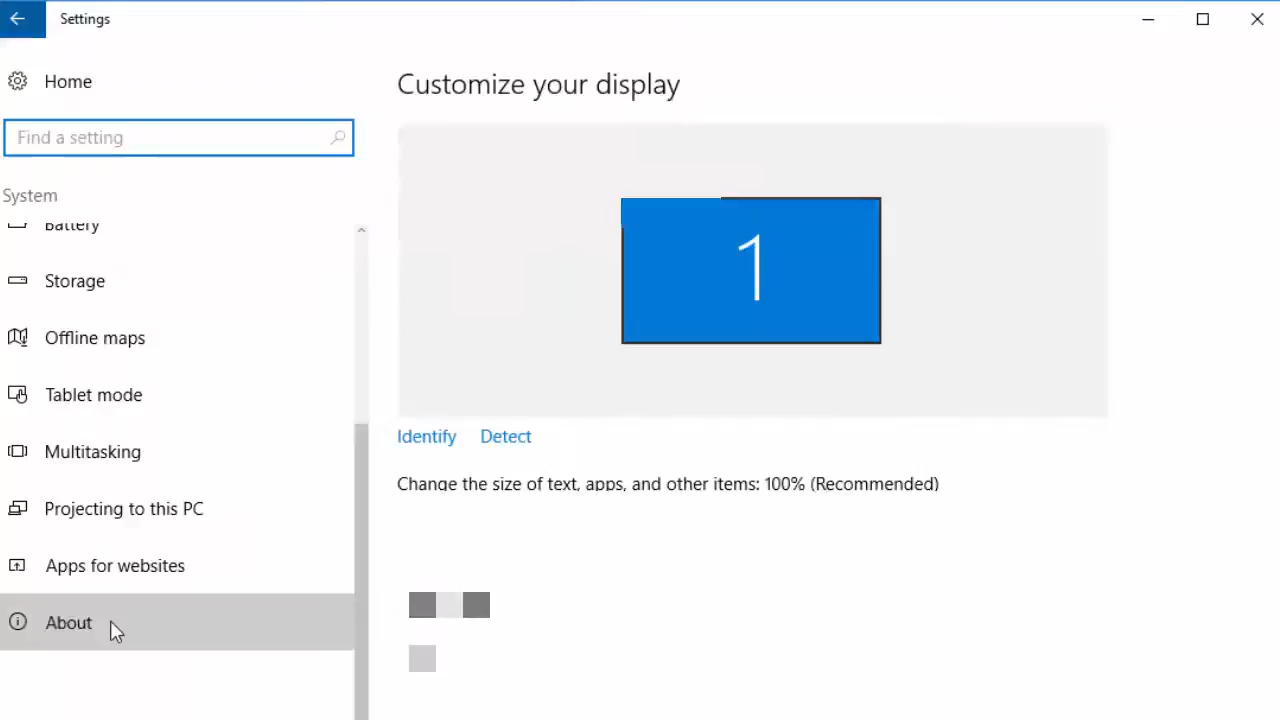 Settings
Home
Find a setting
System
Battery
Storage
Offline maps
Tablet mode
Multitasking
Projecting to this PC
Apps for websites
About
Customize your display
1
Identify Detect
Change the size of text, apps, and other items: 100% (Recommended)